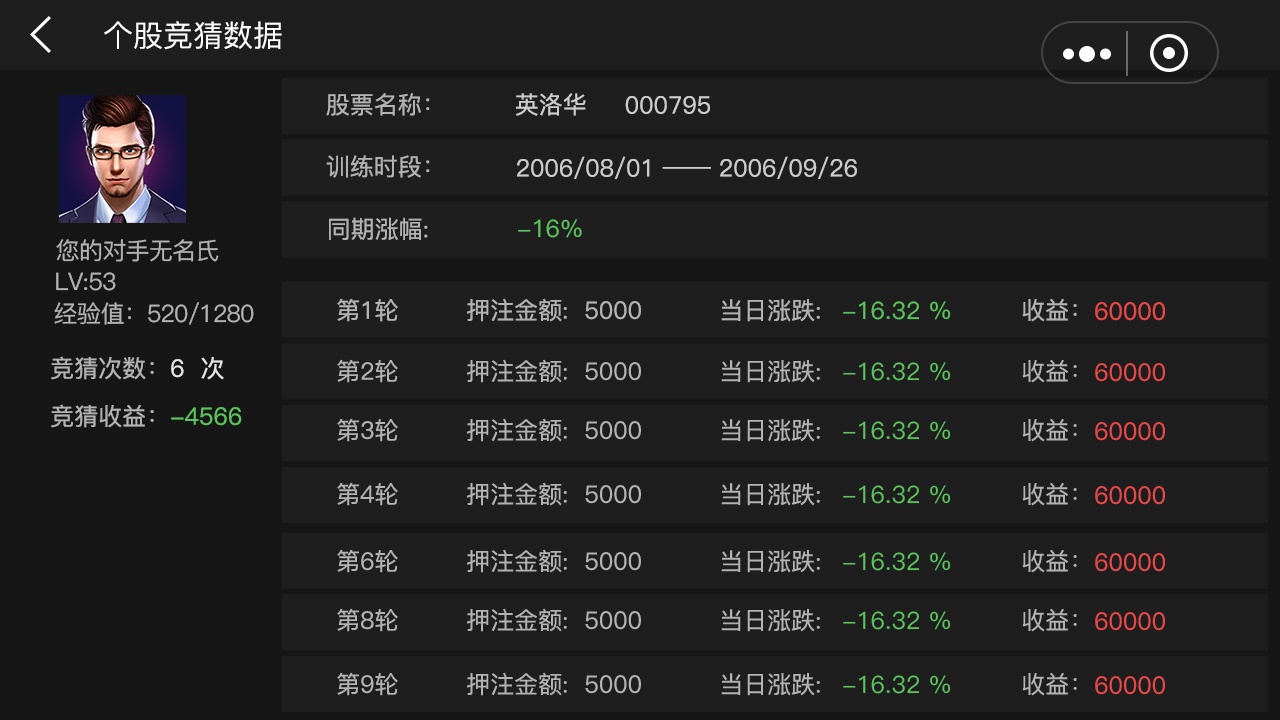 个股竞猜数据
股票名称: 英洛华 000795
训练时段: 2006/08/01 —— 2006/09/26
同期涨幅: -16%
您的对手无名氏
LV:53
经验值: 520/1280
竞猜次数: 6 次
竞猜收益: -4566
第1轮 押注金额: 5000 当日涨跌: -16.32 % 收益: 60000
第2轮 押注金额: 5000 当日涨跌: -16.32 % 收益: 60000
第3轮 押注金额: 5000 当日涨跌: -16.32 % 收益: 60000
第4轮 押注金额: 5000 当日涨跌: -16.32 % 收益: 60000
第6轮 押注金额: 5000 当日涨跌: -16.32 % 收益: 60000
第8轮 押注金额: 5000 当日涨跌: -16.32 % 收益: 60000
第9轮 押注金额: 5000 当日涨跌: -16.32 % 收益: 60000